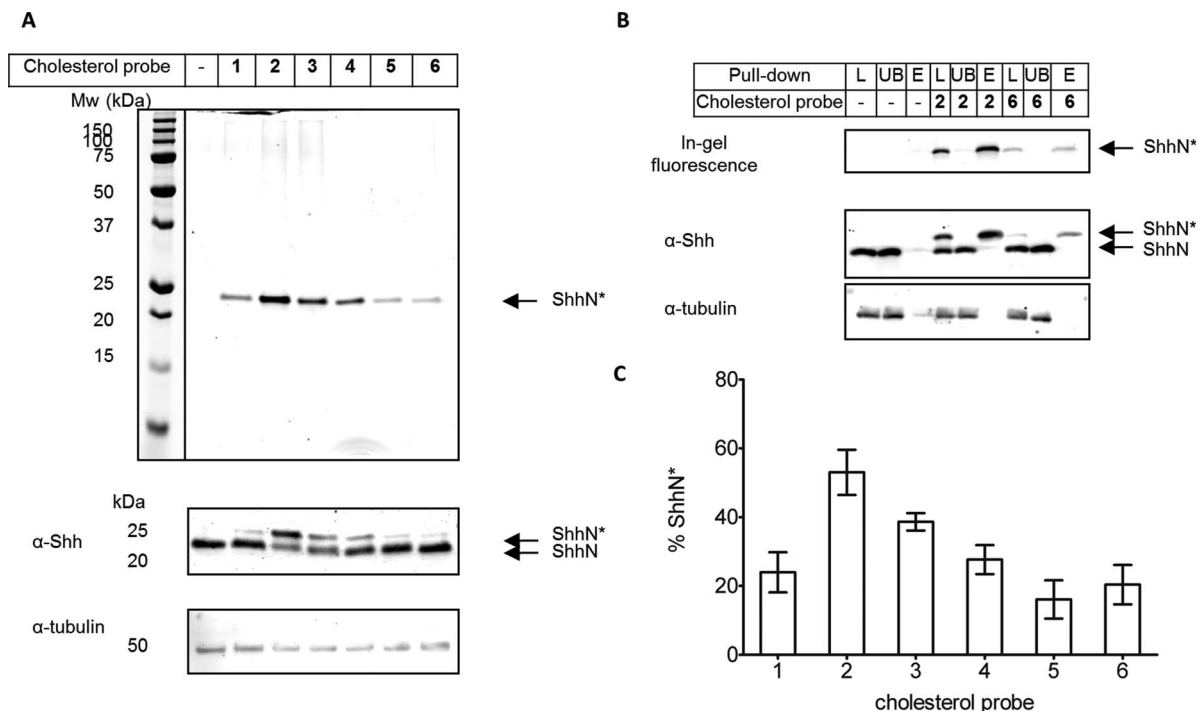 A
Cholesterol probe - 1 2 3 4 5 6
Mw (kDa)
150
100
75
50
37
25
20
15
ShhN*
kDa
α-Shh
25
20
ShhN*
ShhN
α-tubulin
50
B
Pull-down L UB E L UB E L UB E
Cholesterol probe - - - 2 2 2 6 6 6
In-gel
fluorescence
ShhN*
α-Shh
ShhN*
ShhN
α-tubulin
C
% ShhN*
80
60
40
20
0
1 2 3 4 5 6
cholesterol probe